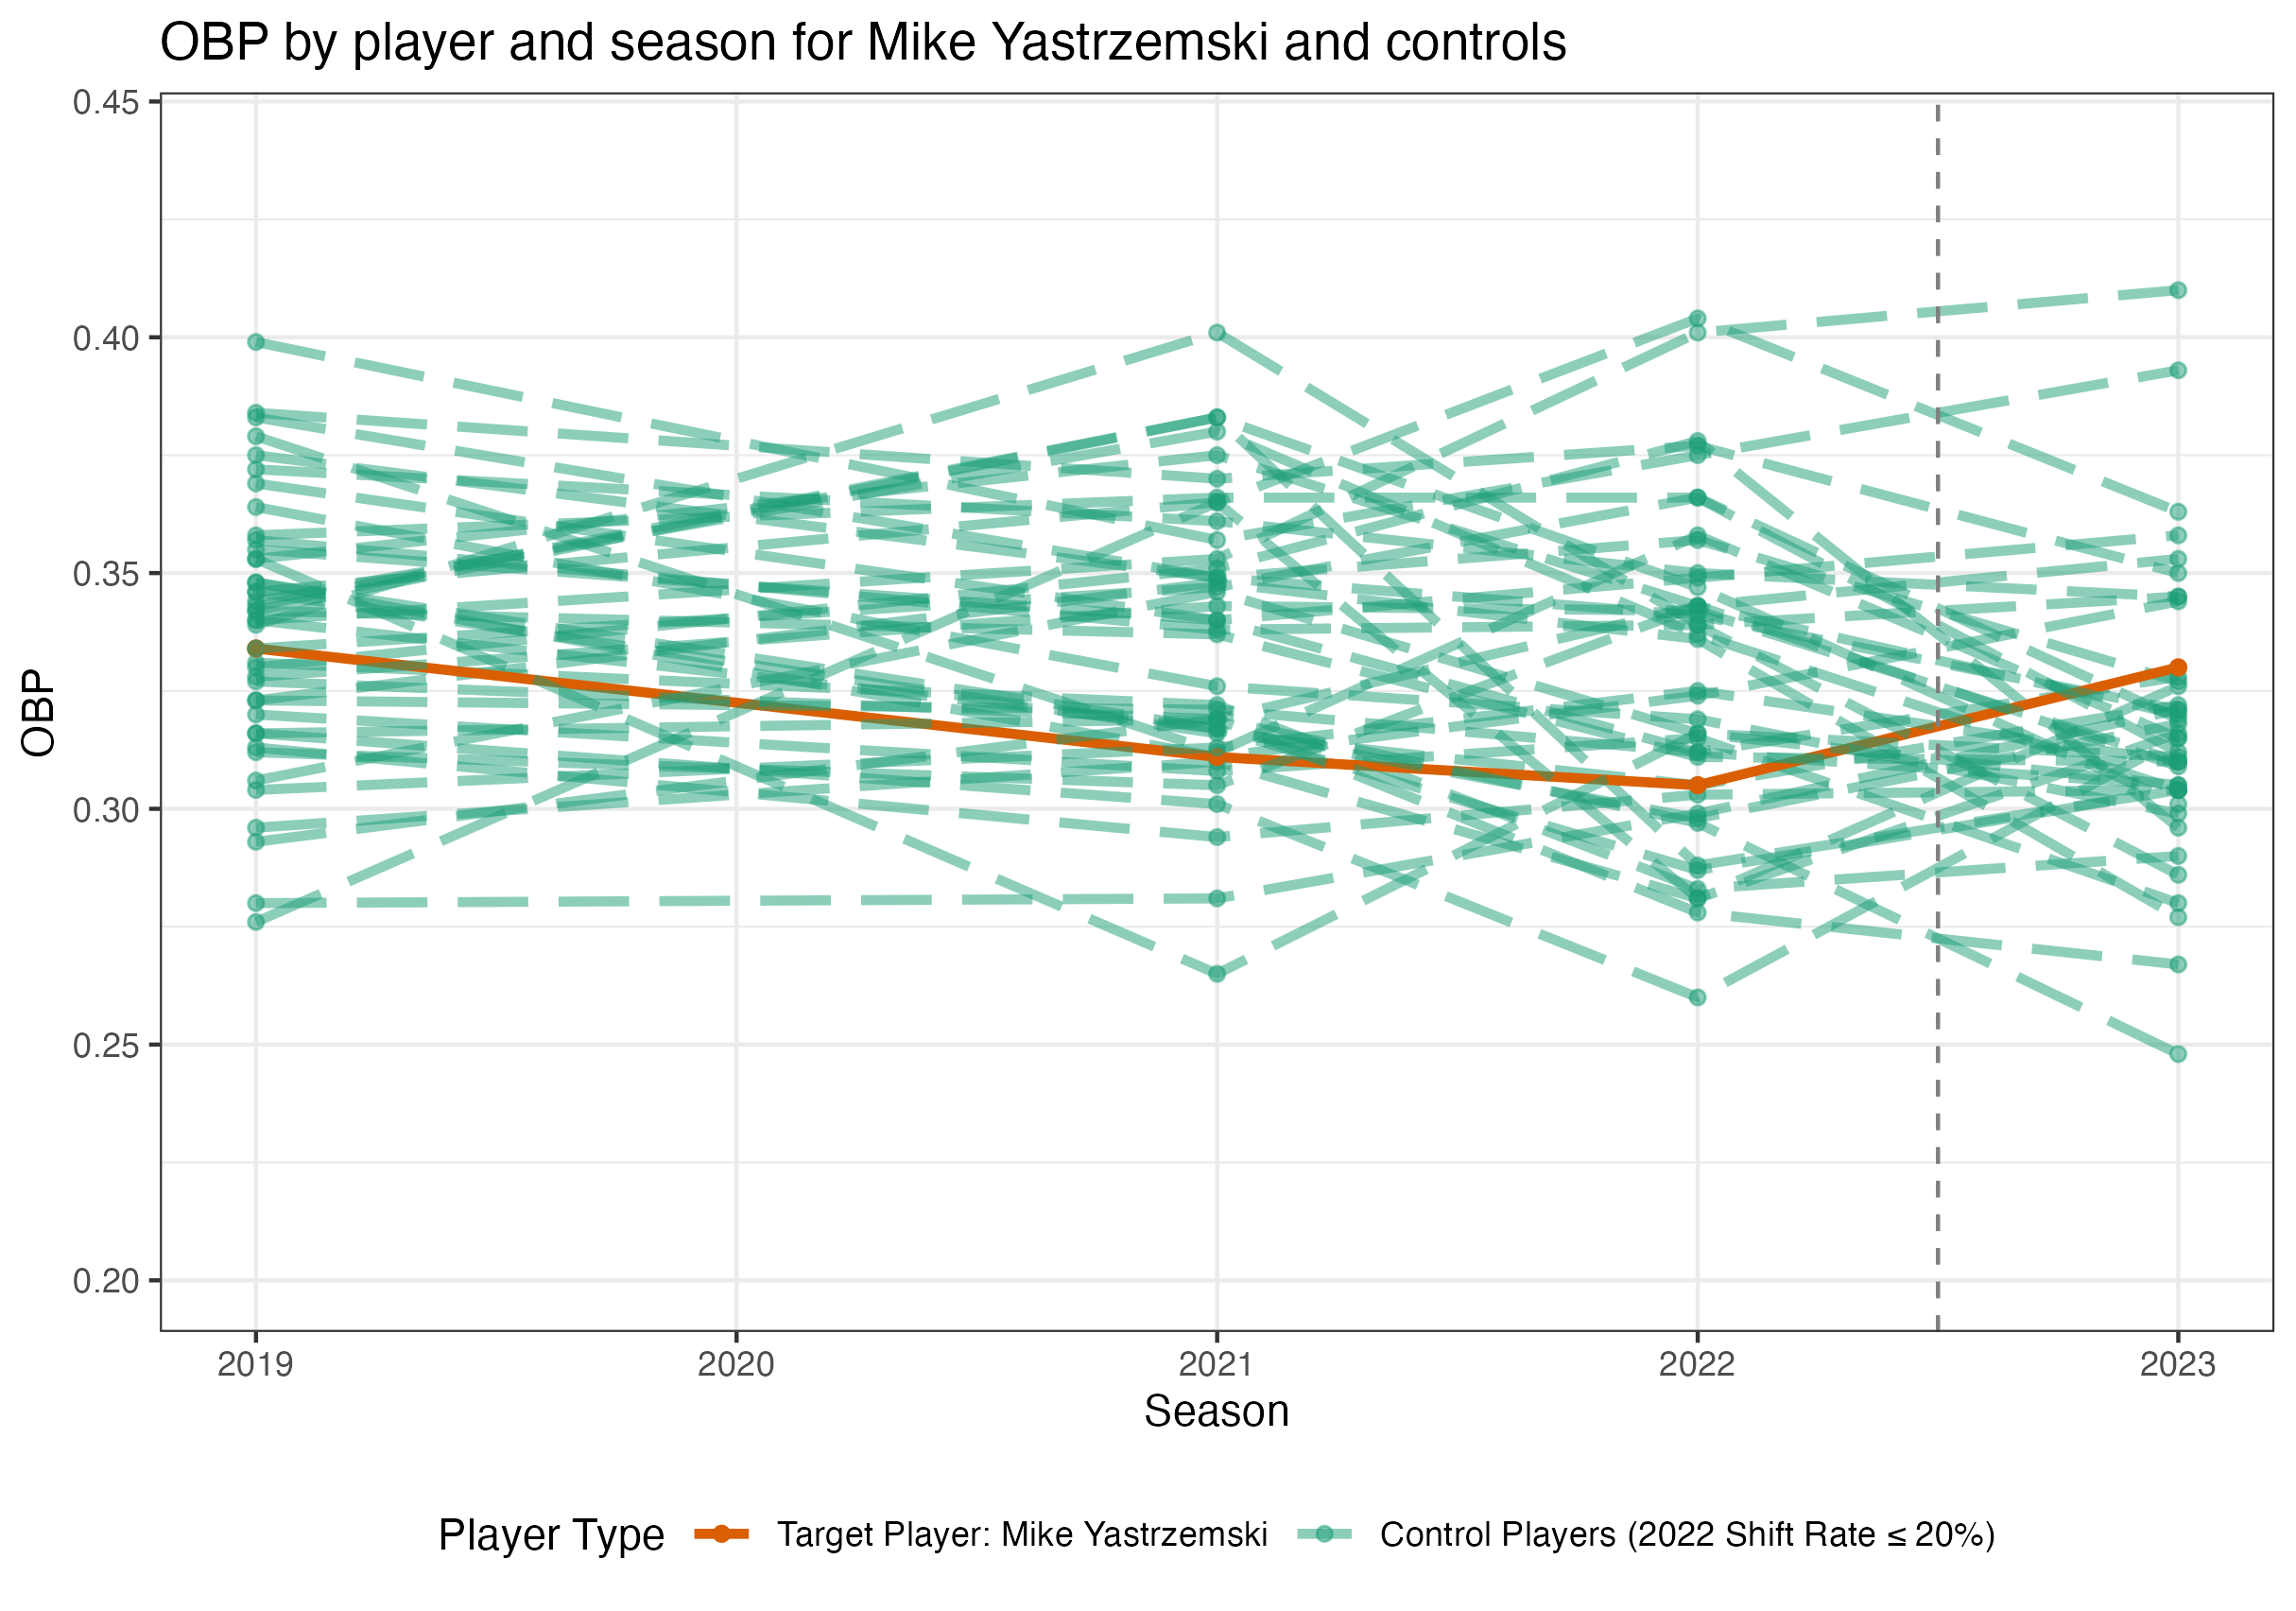 OBP by player and season for Mike Yastrzemski and controls
0.45
0.40
0.35
0.30
0.25
0.20
OBP
2019 2020 2021 2022 2023
Season
Player Type Target Player: Mike Yastrzemski Control Players (2022 Shift Rate ≤ 20%)